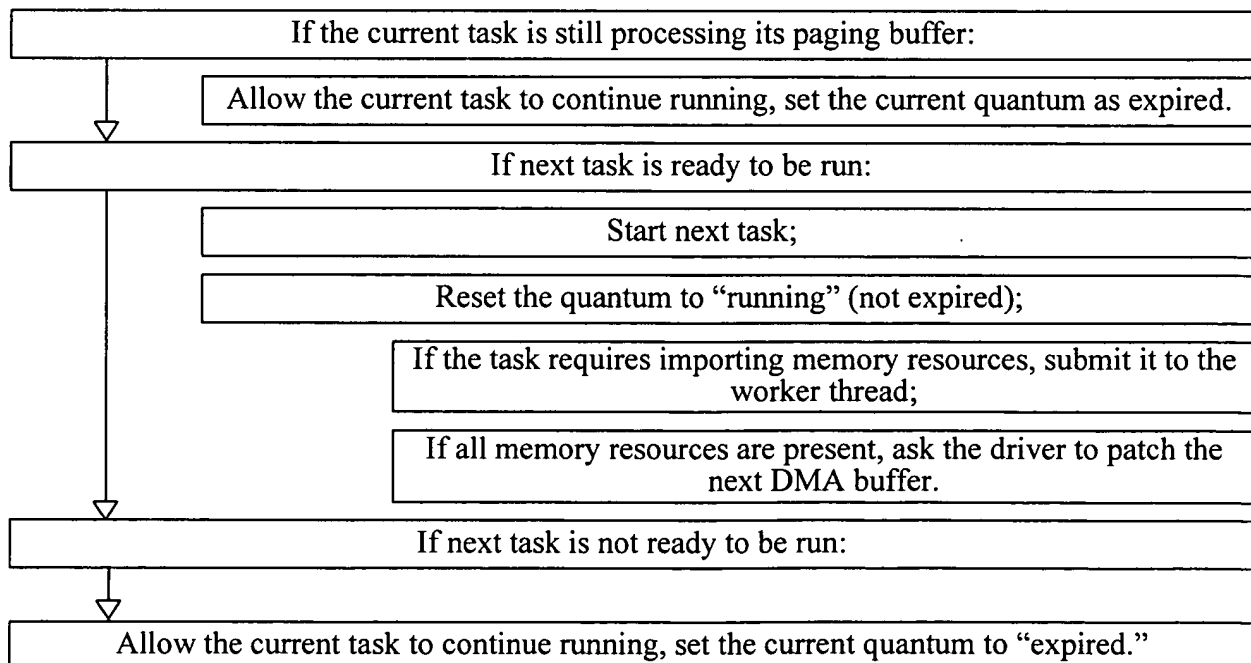 If the current task is still processing its paging buffer:
Allow the current task to continue running, set the current quantum as expired.
If next task is ready to be run:
Start next task;
Reset the quantum to “running” (not expired);
If the task requires importing memory resources, submit it to the
worker thread;
If all memory resources are present, ask the driver to patch the
next DMA buffer.
If next task is not ready to be run:
Allow the current task to continue running, set the current quantum to “expired.”